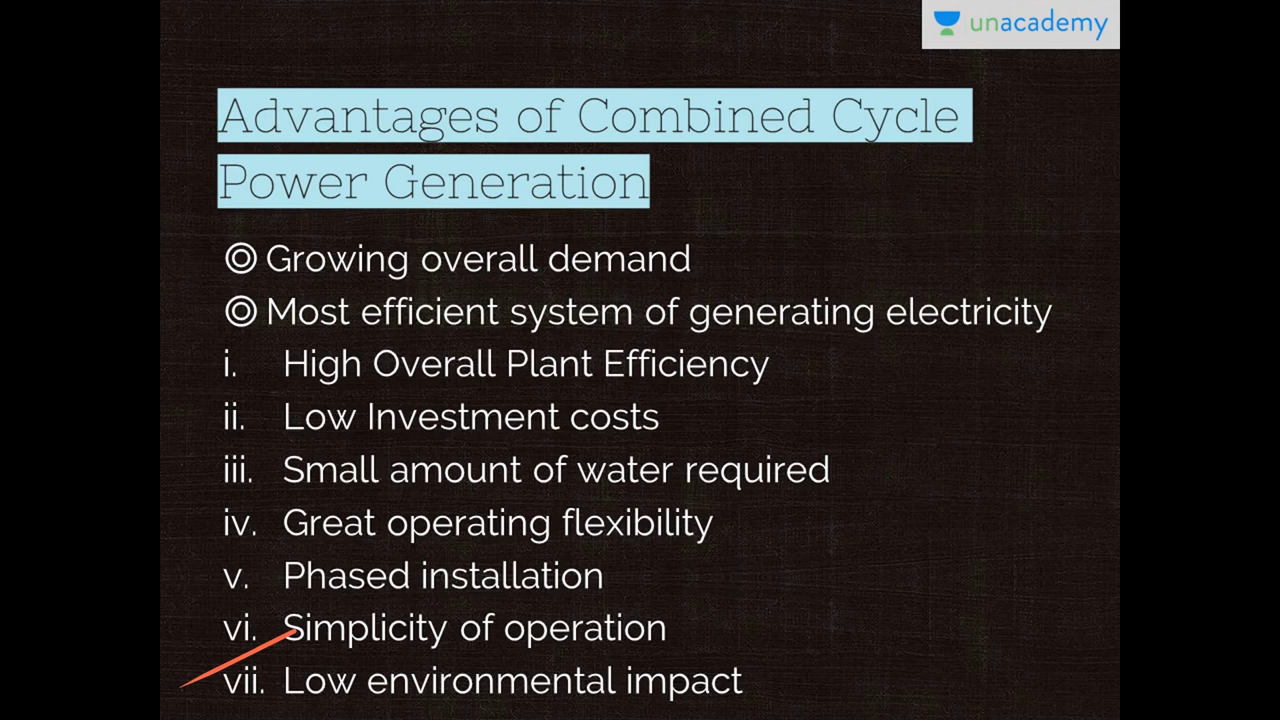 unacademy
Advantages of Combined Cycle
Power Generation
Growing overall demand
Most efficient system of generating electricity
i. High Overall Plant Efficiency
ii. Low Investment costs
iii. Small amount of water required
iv. Great operating flexibility
v. Phased installation
vi. Simplicity of operation
vii. Low environmental impact